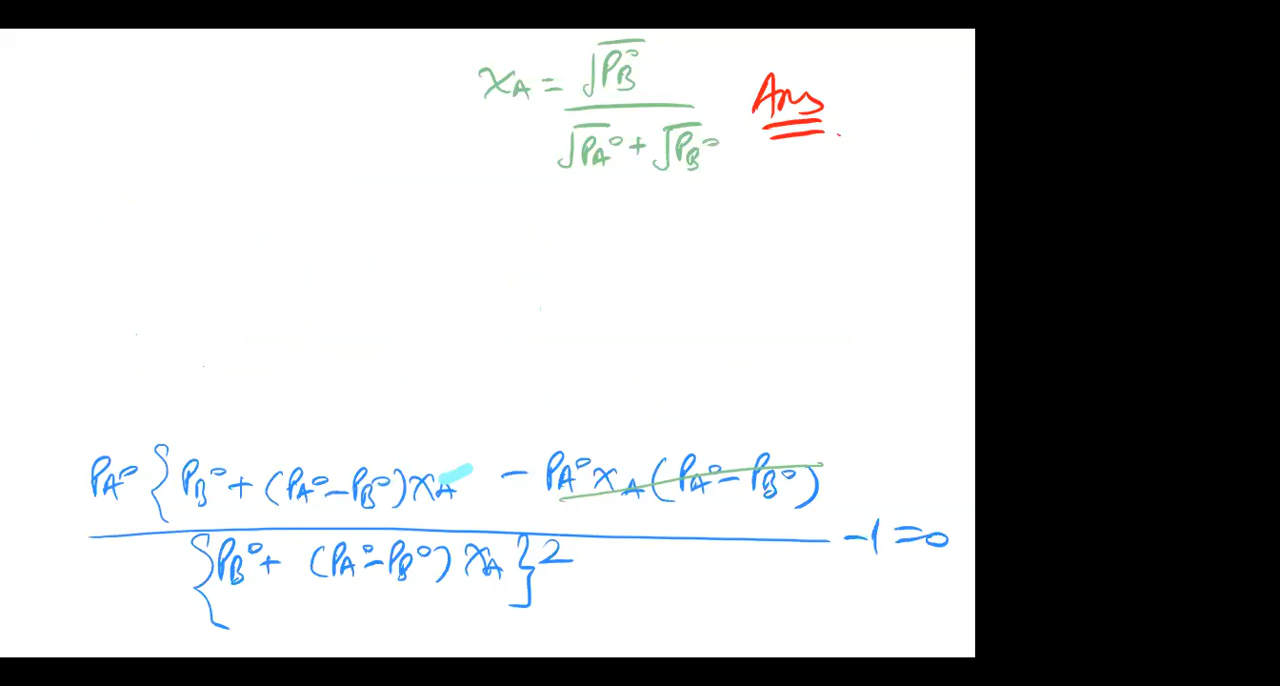 χA = √PB° / (√PA° + √PB°) Ans
PA° {PB° + (PA° – PB°) XA – PA° XA (PA° – PB°) / {PB° + (PA° – PB°) XA}² – 1 = 0